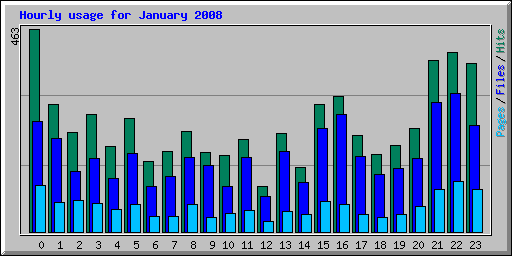 Hourly usage for January 2008
463
Pages/Files/Hits
0 1 2 3 4 5 6 7 8 9 10 11 12 13 14 15 16 17 18 19 20 21 22 23